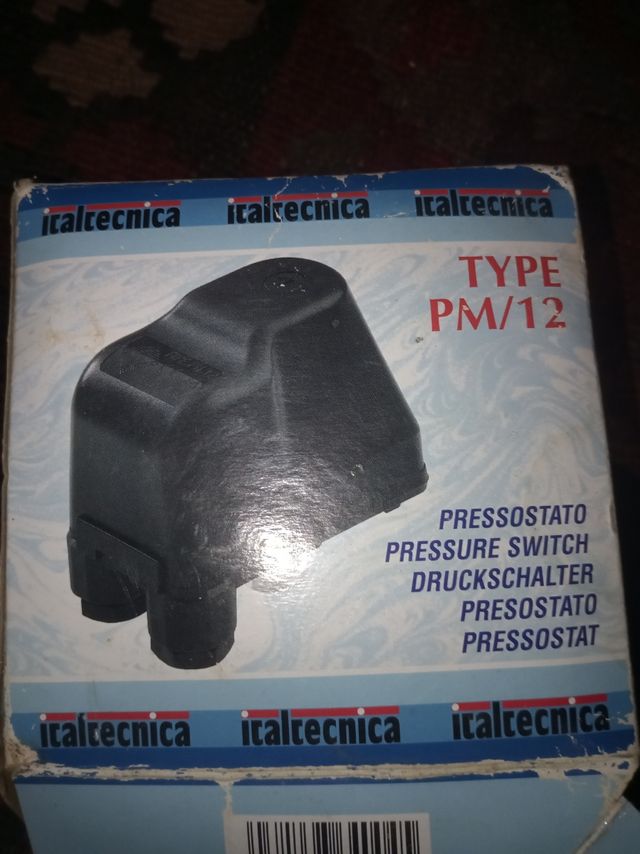 italtecnica italtecnica italtecnica
TYPE
PM/12
PRESSOSTATO
PRESSURE SWITCH
DRUCKSCHALTER
PRESOSTATO
PRESSOSTAT
italtecnica italtecnica italtecnica